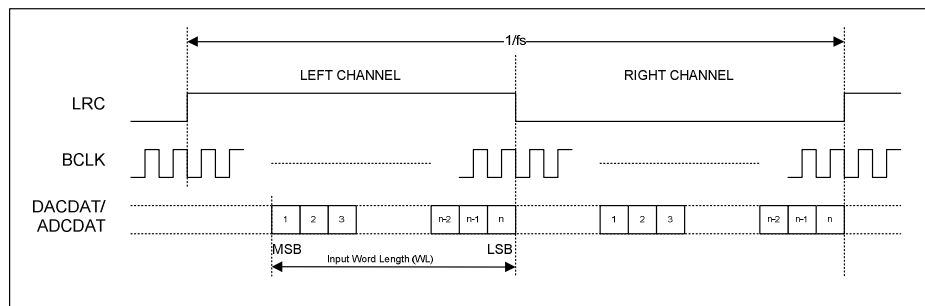 1/fs
LEFT CHANNEL RIGHT CHANNEL
LRC
BCLK
DACDAT/
ADCDAT
1 2 3 n-2 n-1 n 1 2 3 n-2 n-1 n
MSB LSB
Input Word Length (WL)